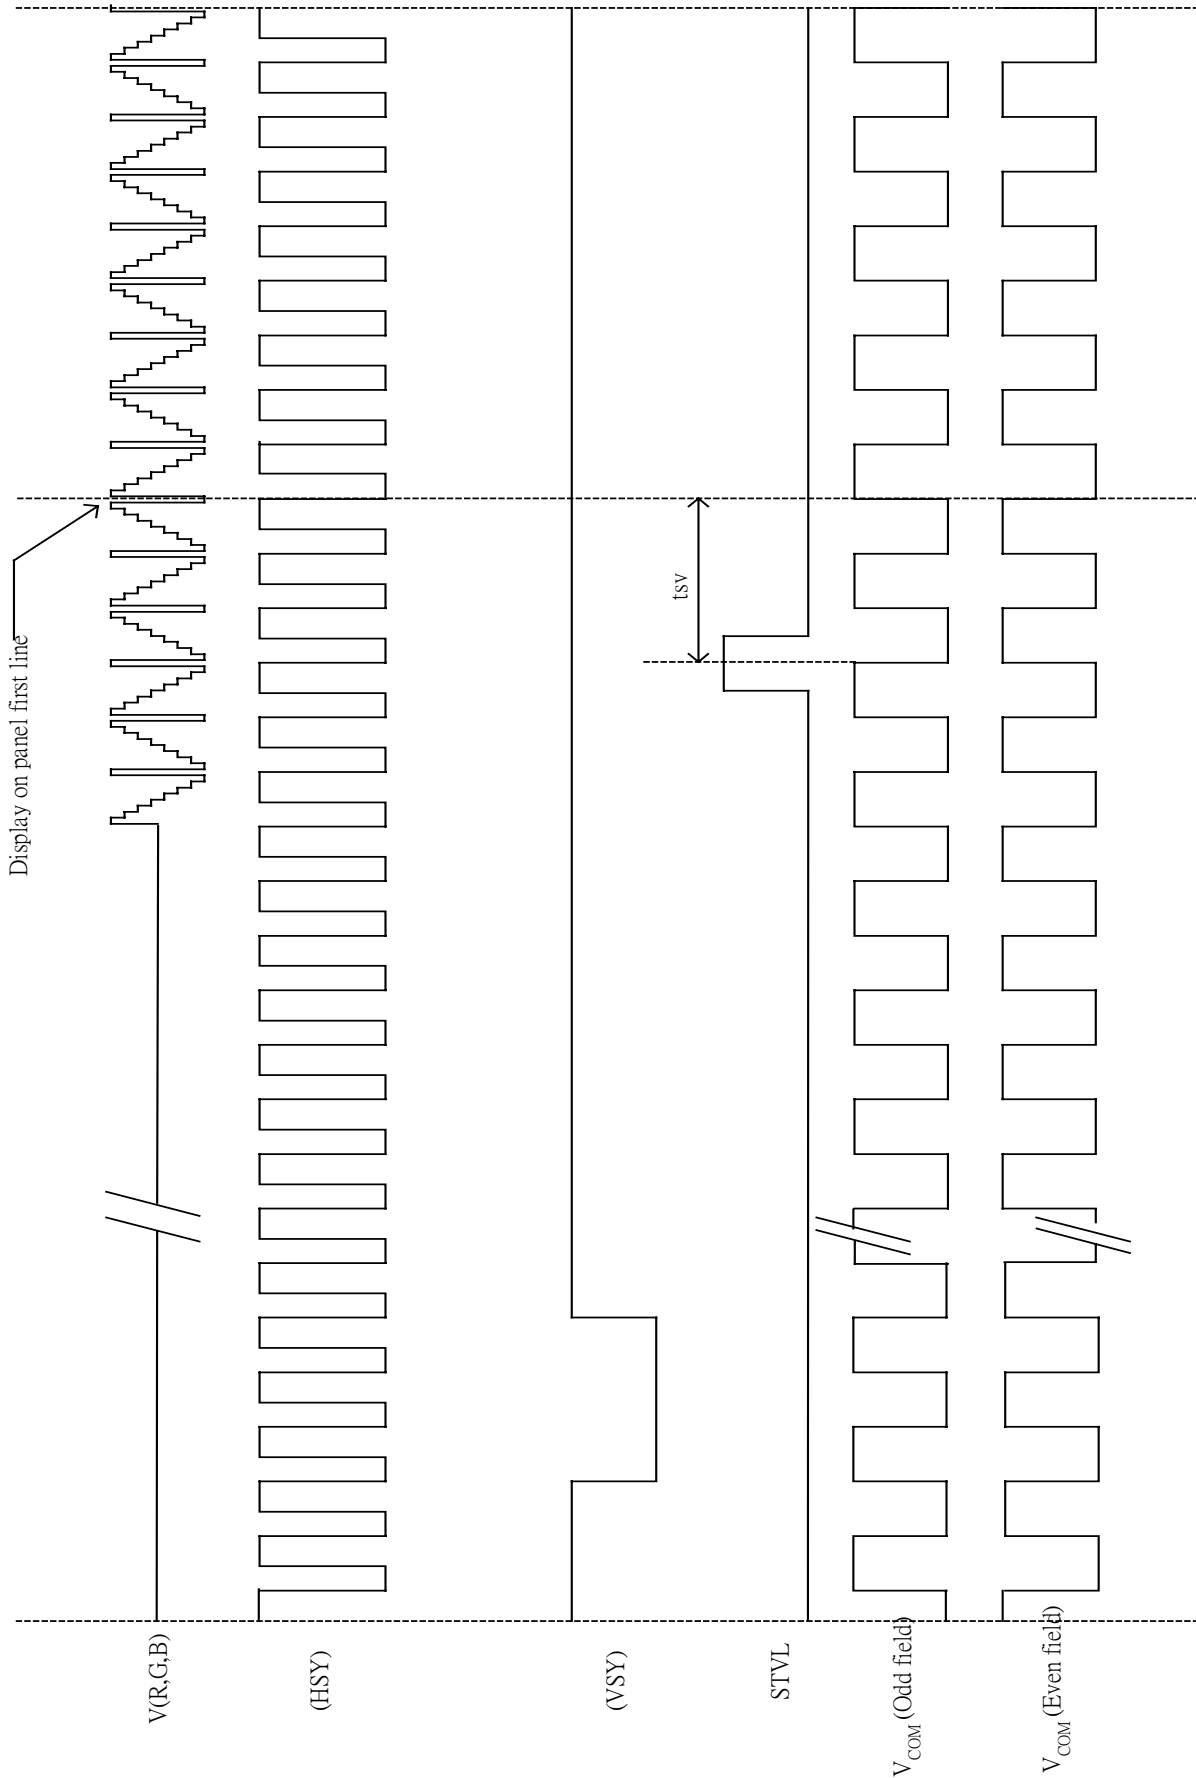 Display on panel first line
tsv
V(R,G,B)
(HSY)
(VSY)
STVL
VCOM (Odd field)
VCOM (Even field)